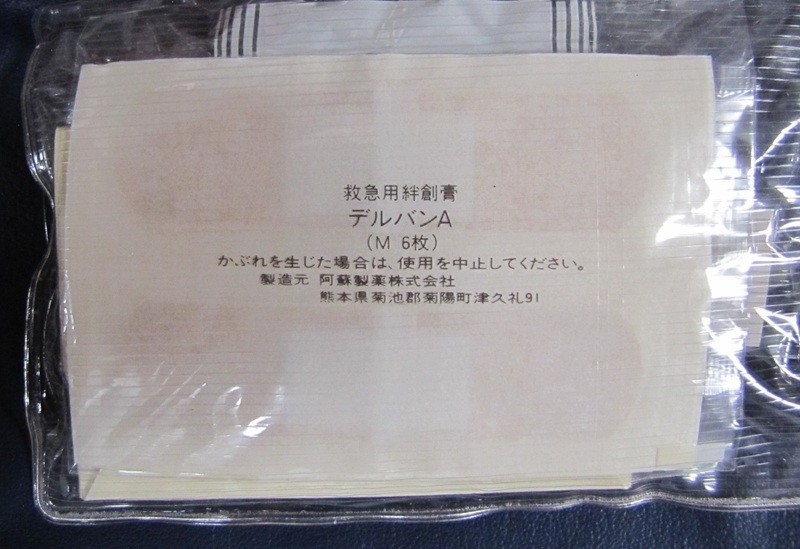 救急用絆創膏
デルバンA
(M 6枚)
かぶれを生じた場合は、使用を中止してください。
製造元 阿蘇製薬株式会社
熊本県菊池郡菊陽町津久礼91